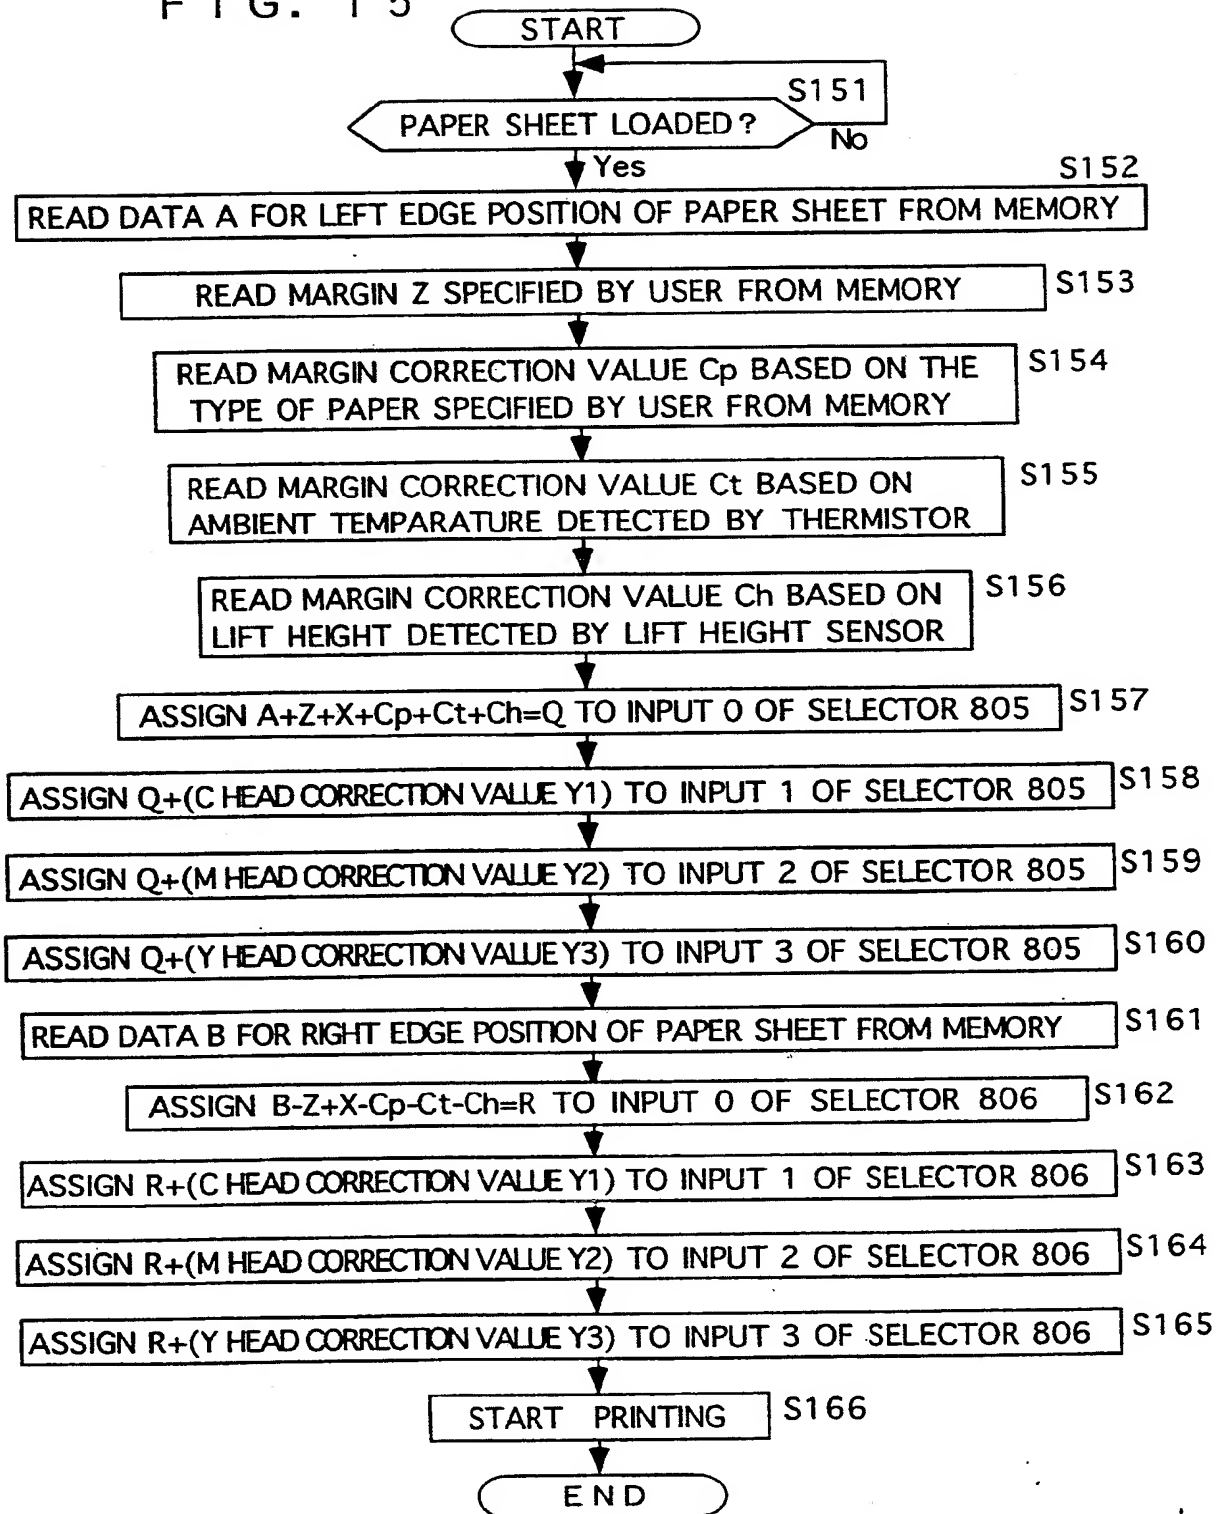 FIG. 15
START
S151
PAPER SHEET LOADED?
No
Yes
S152
READ DATA A FOR LEFT EDGE POSITION OF PAPER SHEET FROM MEMORY
READ MARGIN Z SPECIFIED BY USER FROM MEMORY
S153
READ MARGIN CORRECTION VALUE Cp BASED ON THE
TYPE OF PAPER SPECIFIED BY USER FROM MEMORY
S154
READ MARGIN CORRECTION VALUE Ct BASED ON
AMBIENT TEMPARATURE DETECTED BY THERMISTOR
S155
READ MARGIN CORRECTION VALUE Ch BASED ON
LIFT HEIGHT DETECTED BY LIFT HEIGHT SENSOR
S156
ASSIGN A+Z+X+Cp+Ct+Ch=Q TO INPUT 0 OF SELECTOR 805
S157
ASSIGN Q+(C HEAD CORRECTION VALUE Y1) TO INPUT 1 OF SELECTOR 805
S158
ASSIGN Q+(M HEAD CORRECTION VALUE Y2) TO INPUT 2 OF SELECTOR 805
S159
ASSIGN Q+(Y HEAD CORRECTION VALUE Y3) TO INPUT 3 OF SELECTOR 805
S160
READ DATA B FOR RIGHT EDGE POSITION OF PAPER SHEET FROM MEMORY
S161
ASSIGN B-Z+X-Cp-Ct-Ch=R TO INPUT 0 OF SELECTOR 806
S162
ASSIGN R+(C HEAD CORRECTION VALUE Y1) TO INPUT 1 OF SELECTOR 806
S163
ASSIGN R+(M HEAD CORRECTION VALUE Y2) TO INPUT 2 OF SELECTOR 806
S164
ASSIGN R+(Y HEAD CORRECTION VALUE Y3) TO INPUT 3 OF SELECTOR 806
S165
START PRINTING
S166
END